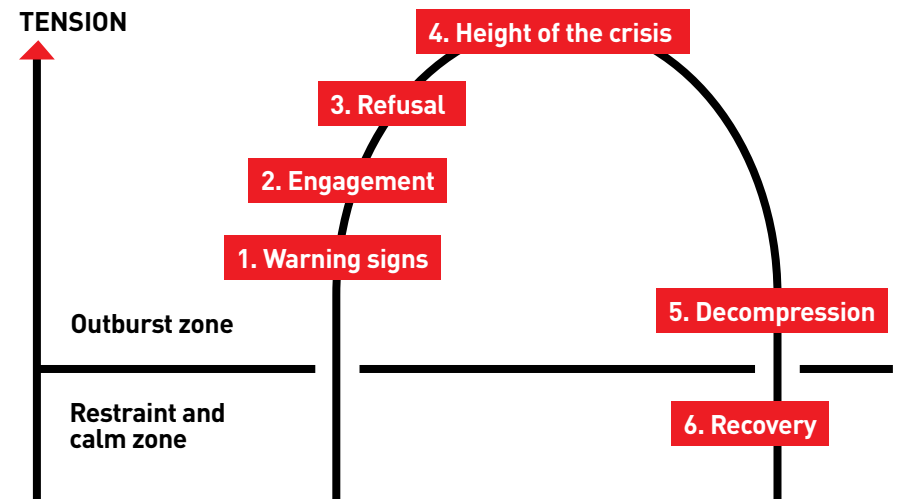 TENSION
4. Height of the crisis
3. Refusal
2. Engagement
1. Warning signs
5. Decompression
Outburst zone
Restraint and
calm zone
6. Recovery